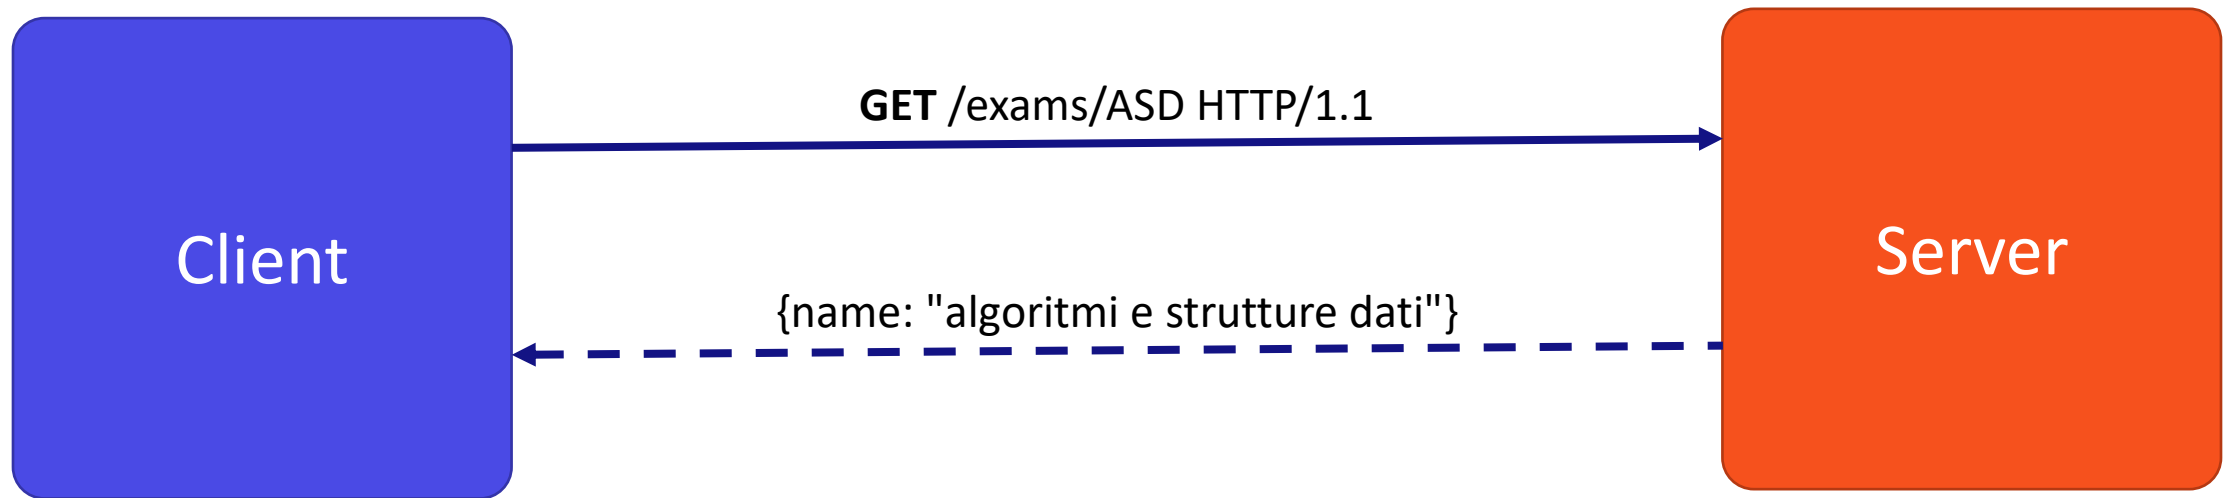 GET /exams/ASD HTTP/1.1
Client
Server
{name: "algoritmi e strutture dati"}